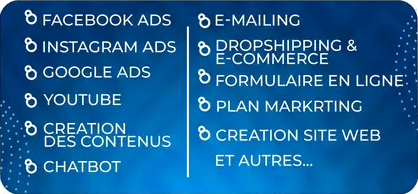 FACEBOOK ADS
INSTAGRAM ADS
GOOGLE ADS
YOUTUBE
CREATION
DES CONTENUS
CHATBOT
E-MAILING
DROPSHIPPING &
E-COMMERCE
FORMULAIRE EN LIGNE
PLAN MARKRTING
CREATION SITE WEB
ET AUTRES...